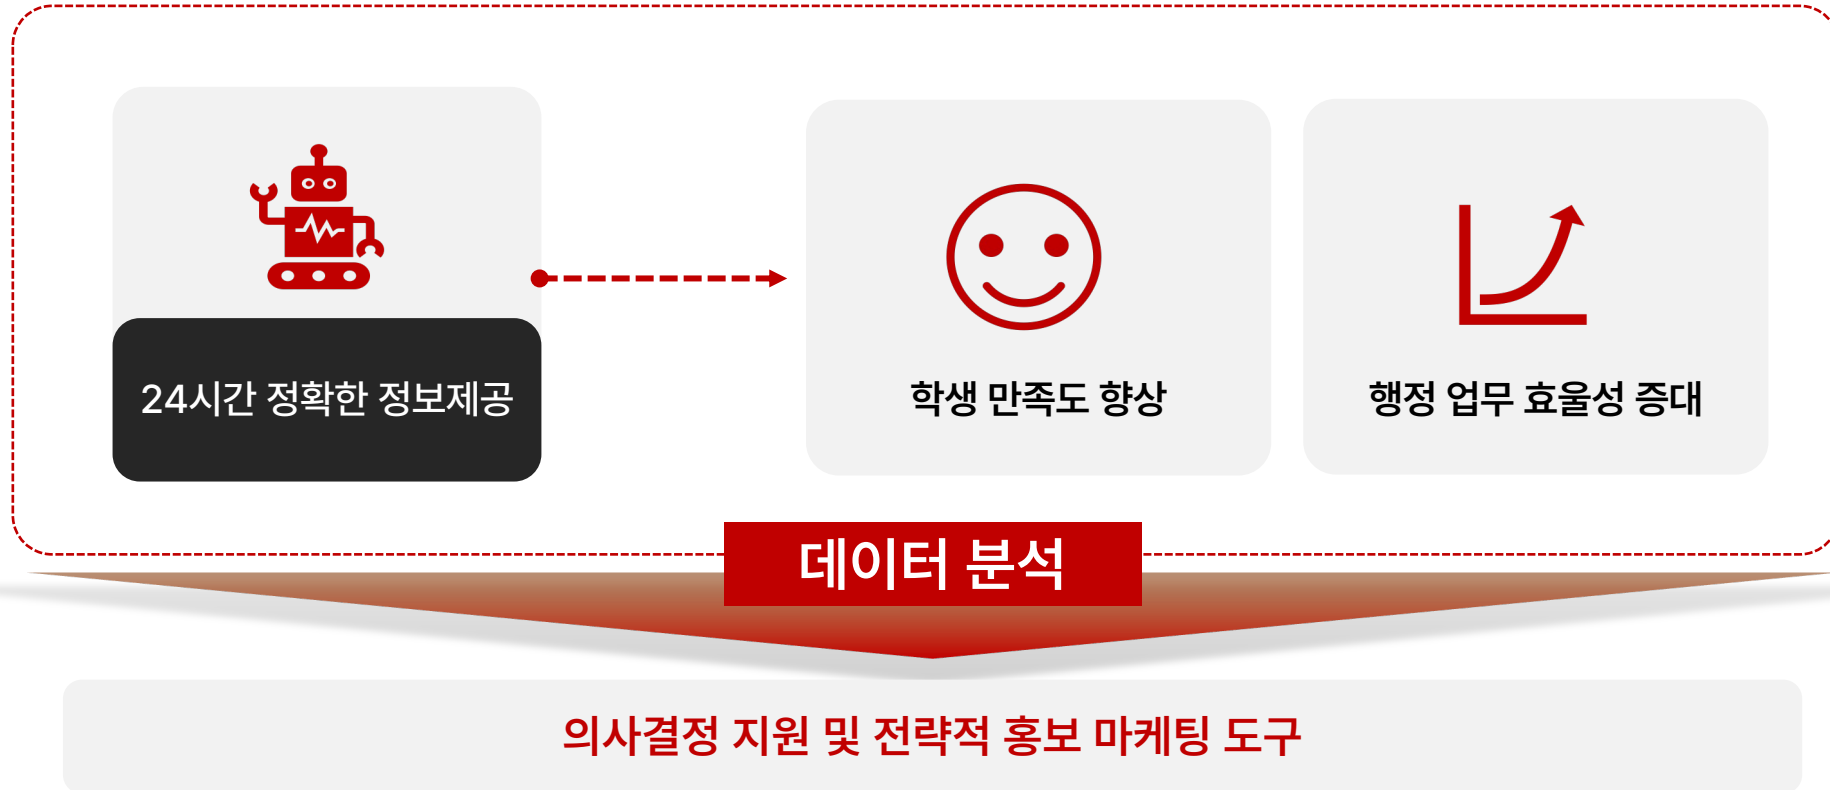 24시간 정확한 정보제공
학생 만족도 향상
행정 업무 효율성 증대
데이터 분석
의사결정 지원 및 전략적 홍보 마케팅 도구